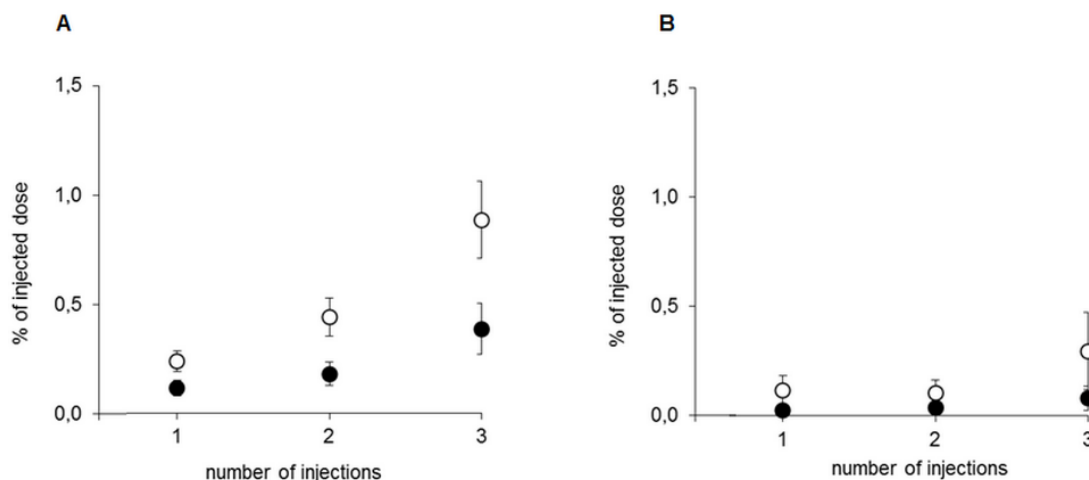 A
1,5
1,0
0,5
0,0
% of injected dose
1
2
3
number of injections
B
1,5
1,0
0,5
0,0
% of injected dose
1
2
3
number of injections